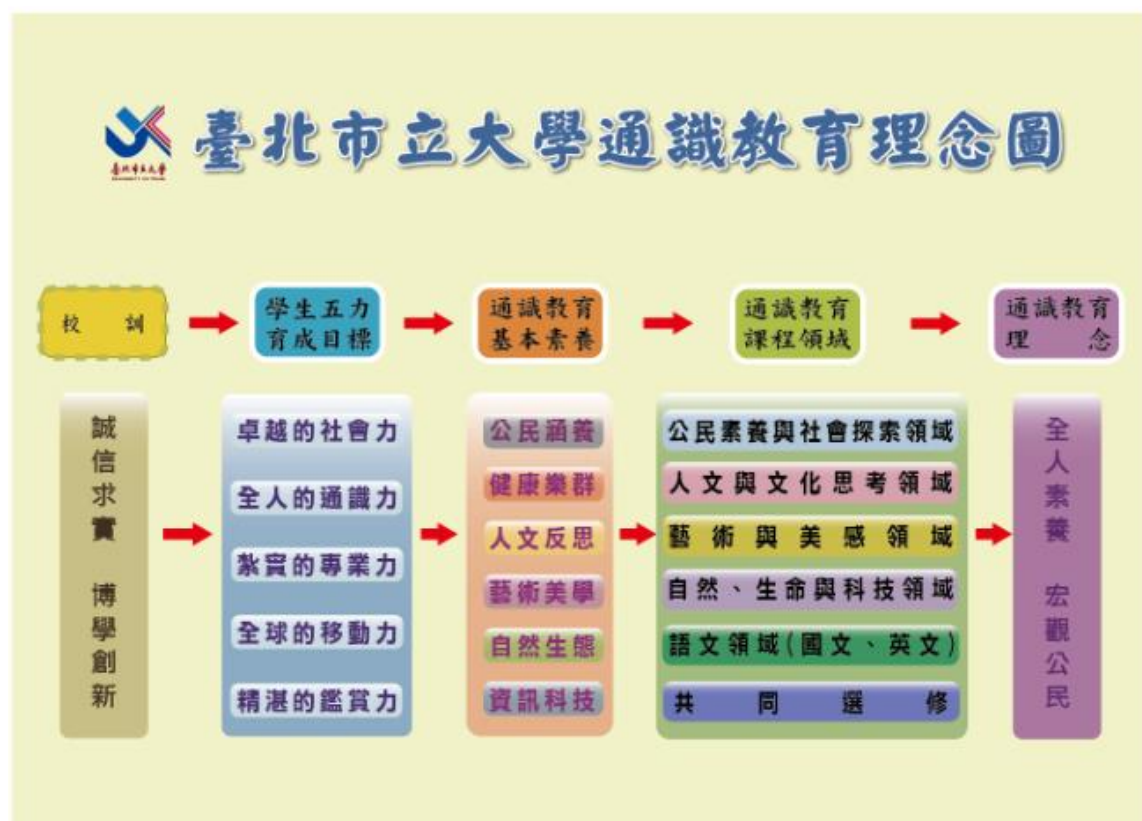 臺北市立大學通識教育理念圖
臺北市立大學
校訓
學生五力
育成目標
通識教育
基本素養
通識教育
課程領域
通識教育
理念
誠信求實 博學創新
卓越的社會力
全人的通識力
紮實的專業力
全球的移動力
精湛的鑑賞力
公民涵養
健康樂群
人文反思
藝術美學
自然生態
資訊科技
公民素養與社會探索領域
人文與文化思考領域
藝術與美感領域
自然、生命與科技領域
語文領域(國文、英文)
共同選修
全人素養 宏觀公民